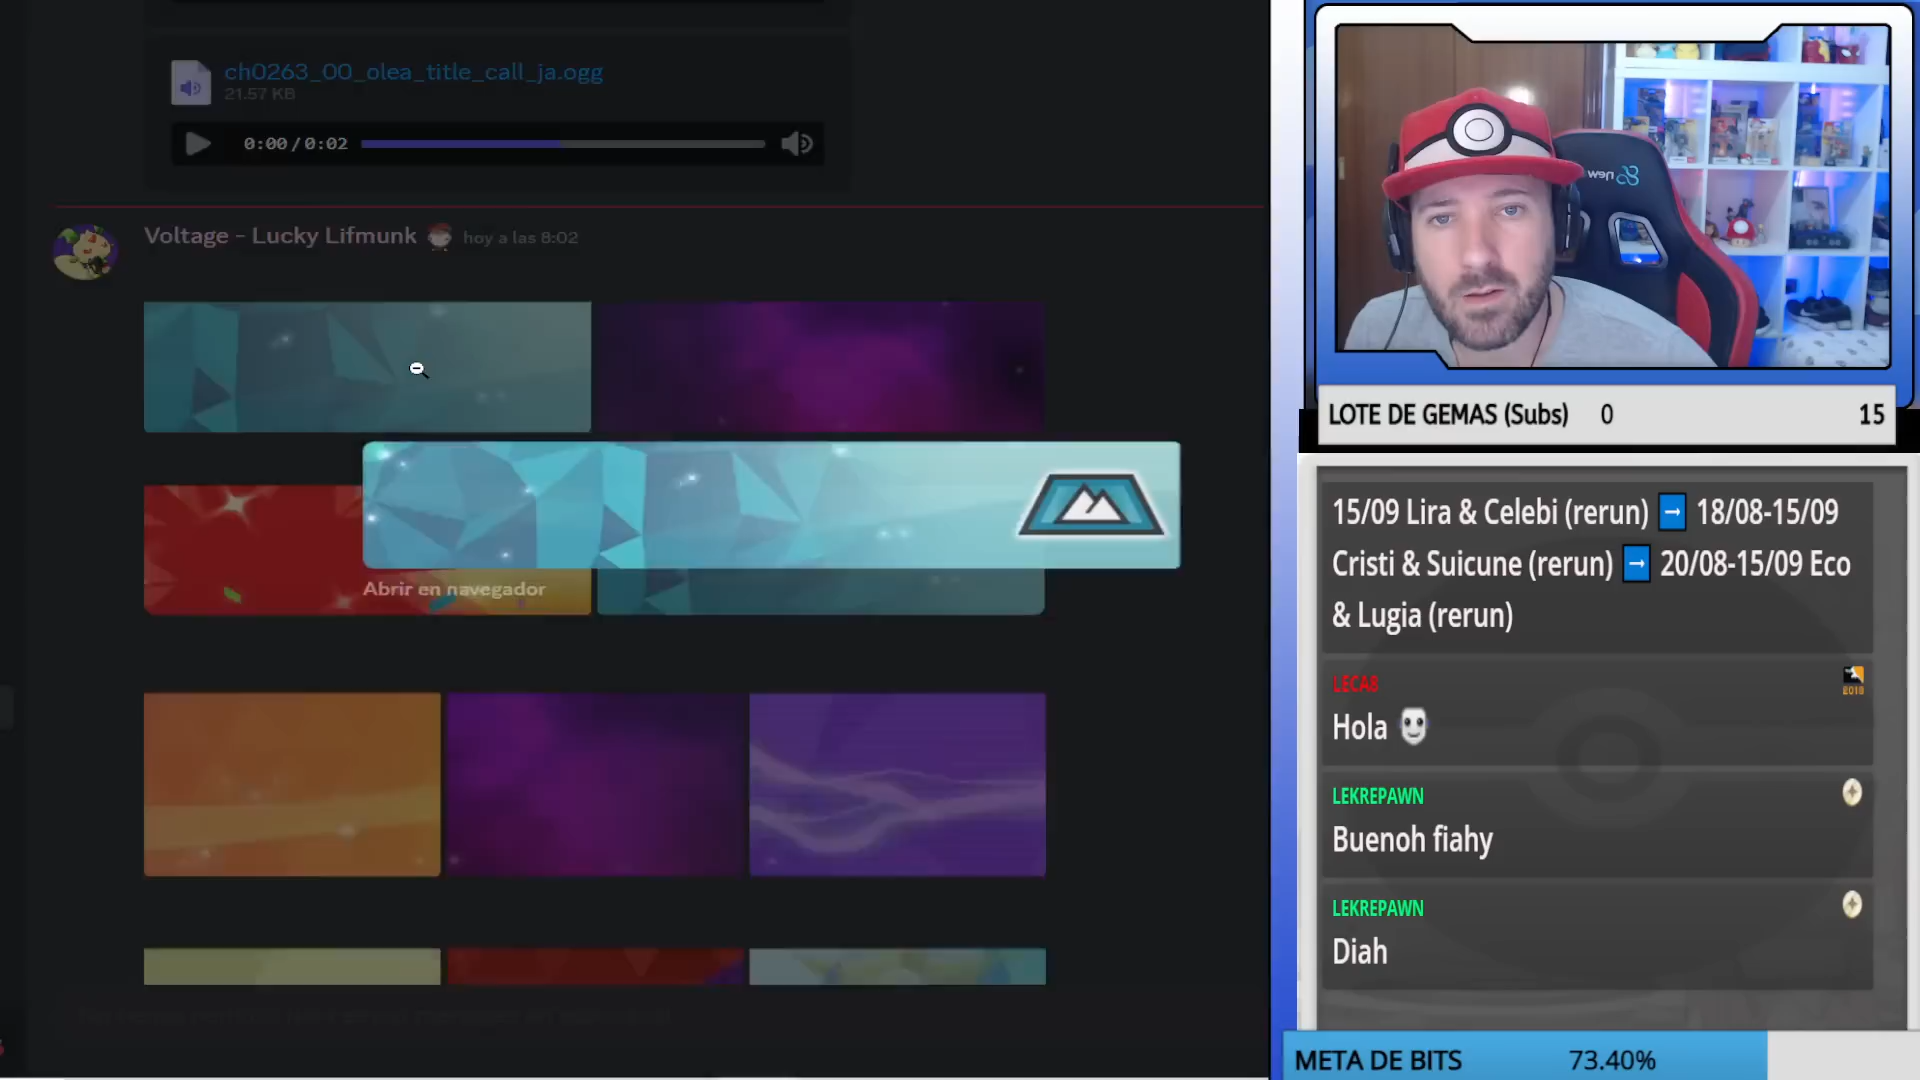 ch0263_00_olea_title_call_ja.ogg
21.57 KB
0:00 / 0:02
Voltage - Lucky Lifmunk hoy a las 8:02
Abrir en navegador
new
LOTE DE GEMAS (Subs) 0 15
15/09 Lira & Celebi (rerun) ➡ 18/08-15/09
Cristi & Suicune (rerun) ➡ 20/08-15/09 Eco
& Lugia (rerun)
LECA8
2018
Hola
LEKREPAWN
Buenoh fiahy
LEKREPAWN
Diah
META DE BITS 73.40%